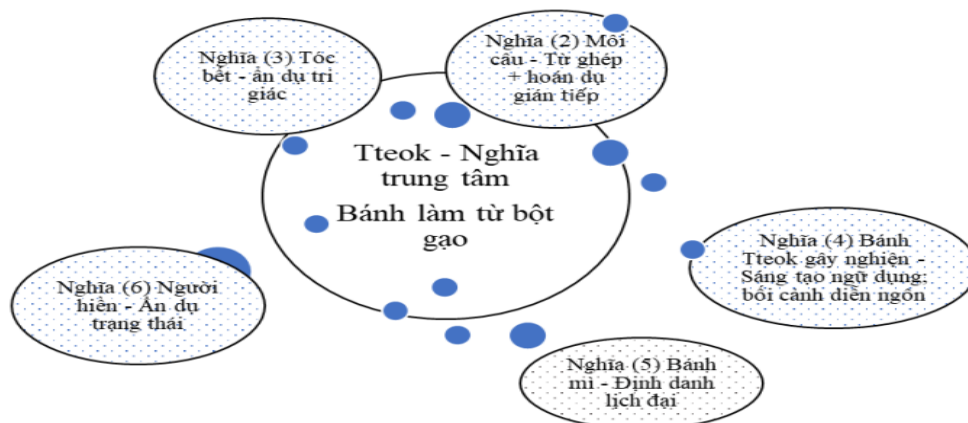 Nghĩa (3) Tóc
bết - ẩn dụ tri
giác
Nghĩa (2) Mồi
câu - Từ ghép
+ hoán dụ
gián tiếp
Tteok - Nghĩa
trung tâm
Bánh làm từ bột
gạo
Nghĩa (4) Bánh
Tteok gây nghiện -
Sáng tạo ngữ dụng;
bối cảnh diễn ngôn
Nghĩa (6) Người
hiền - Ẩn dụ
trạng thái
Nghĩa (5) Bánh
mì - Định danh
lịch đại